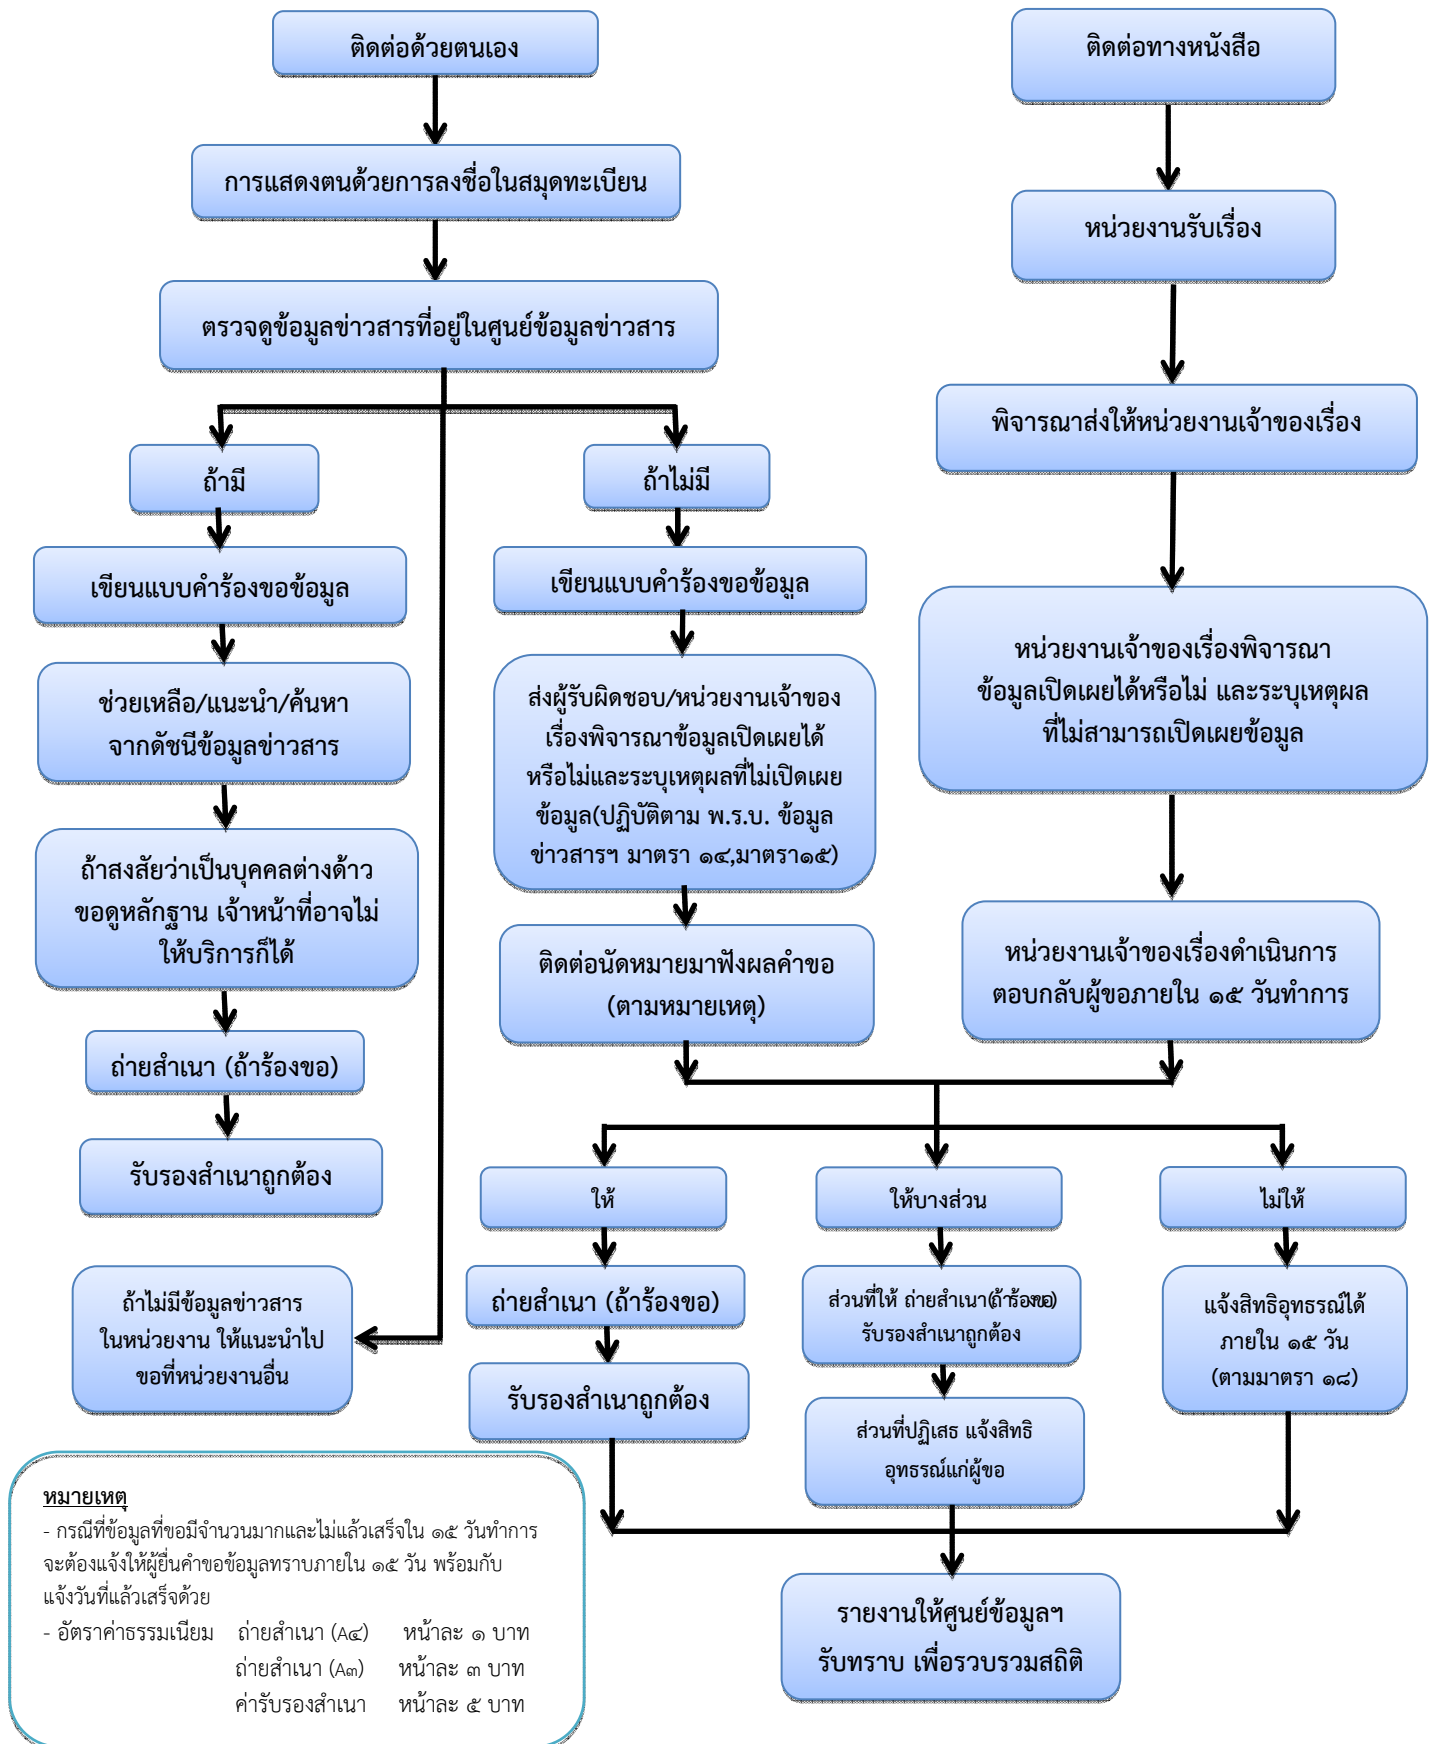 ติดต่อด้วยตนเอง
การแสดงตนด้วยการลงชื่อในสมุดทะเบียน
ตรวจดูข้อมูลข่าวสารที่อยู่ในศูนย์ข้อมูลข่าวสาร
ถ้ามี
เขียนแบบคำร้องขอข้อมูล
ช่วยเหลือ/แนะนำ/ค้นหา
จากดัชนีข้อมูลข่าวสาร
ถ้าสงสัยว่าเป็นบุคคลต่างด้าว
ขอดูหลักฐาน เจ้าหน้าที่อาจไม่
ให้บริการก็ได้
ถ่ายสำเนา (ถ้าร้องขอ)
รับรองสำเนาถูกต้อง
ถ้าไม่มีข้อมูลข่าวสาร
ในหน่วยงาน ให้แนะนำไป
ขอที่หน่วยงานอื่น
ถ้าไม่มี
เขียนแบบคำร้องขอข้อมูล
ส่งผู้รับผิดชอบ/หน่วยงานเจ้าของ
เรื่องพิจารณาข้อมูลเปิดเผยได้
หรือไม่และระบุเหตุผลที่ไม่เปิดเผย
ข้อมูล(ปฏิบัติตาม พ.ร.บ. ข้อมูล
ข่าวสารฯ มาตรา ๑๔,มาตรา๑๕)
ติดต่อนัดหมายมาฟังผลคำขอ
(ตามหมายเหตุ)
ติดต่อทางหนังสือ
หน่วยงานรับเรื่อง
พิจารณาส่งให้หน่วยงานเจ้าของเรื่อง
หน่วยงานเจ้าของเรื่องพิจารณา
ข้อมูลเปิดเผยได้หรือไม่ และระบุเหตุผล
ที่ไม่สามารถเปิดเผยข้อมูล
หน่วยงานเจ้าของเรื่องดำเนินการ
ตอบกลับผู้ขอภายใน ๑๕ วันทำการ
ให้
ถ่ายสำเนา (ถ้าร้องขอ)
รับรองสำเนาถูกต้อง
ให้บางส่วน
ส่วนที่ให้ ถ่ายสำเนา(ถ้าร้องขอ)
รับรองสำเนาถูกต้อง
ส่วนที่ปฏิเสธ แจ้งสิทธิ
อุทธรณ์แก่ผู้ขอ
ไม่ให้
แจ้งสิทธิอุทธรณ์ได้
ภายใน ๑๕ วัน
(ตามมาตรา ๑๘)
รายงานให้ศูนย์ข้อมูลฯ
รับทราบ เพื่อรวบรวมสถิติ
หมายเหตุ
- กรณีที่ข้อมูลที่ขอมีจำนวนมากและไม่แล้วเสร็จใน ๑๕ วันทำการ
จะต้องแจ้งให้ผู้ยื่นคำขอข้อมูลทราบภายใน ๑๕ วัน พร้อมกับ
แจ้งวันที่แล้วเสร็จด้วย
- อัตราค่าธรรมเนียม ถ่ายสำเนา (A๔) หน้าละ ๑ บาท
ถ่ายสำเนา (A๓) หน้าละ ๓ บาท
ค่ารับรองสำเนา หน้าละ ๕ บาท